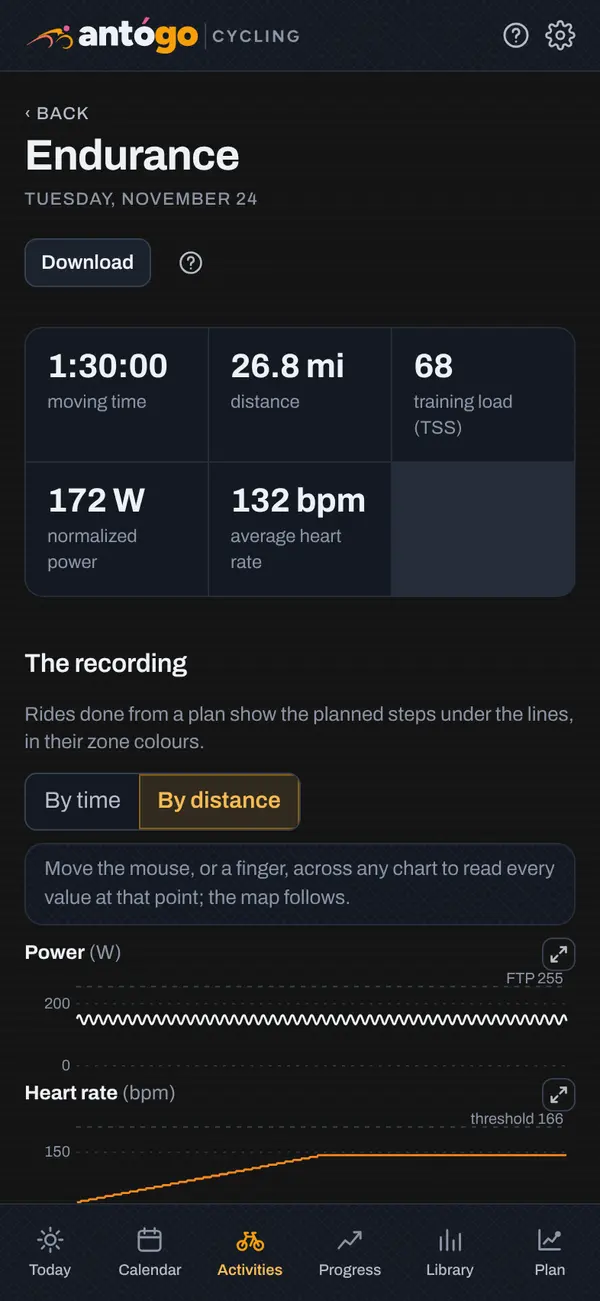 antógo CYCLING
‹ BACK
Endurance
TUESDAY, NOVEMBER 24
Download
1:30:00
moving time
26.8 mi
distance
68
training load
(TSS)
172 W
normalized
power
132 bpm
average heart
rate
The recording
Rides done from a plan show the planned steps under the lines,
in their zone colours.
By time
By distance
Move the mouse, or a finger, across any chart to read every
value at that point; the map follows.
Power (W)
FTP 255
200
0
Heart rate (bpm)
threshold 166
150
Today
Calendar
Activities
Progress
Library
Plan